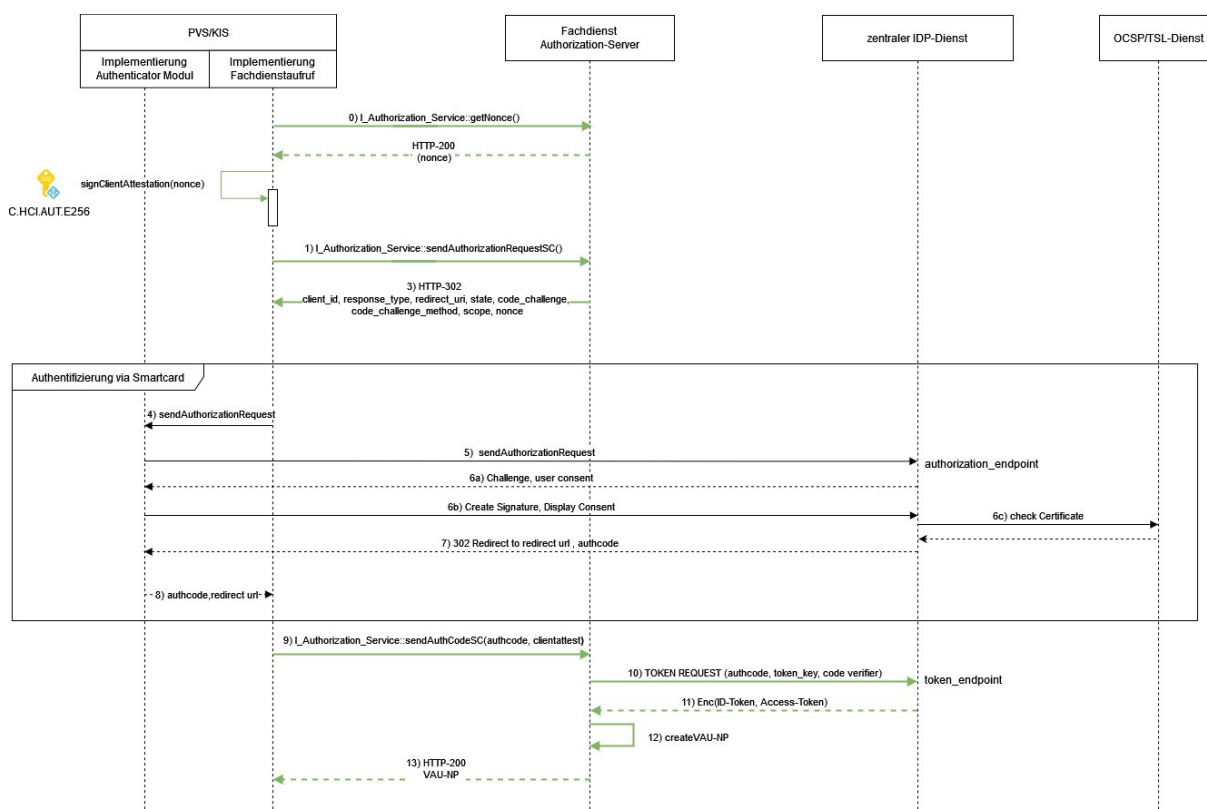 PVS/KIS
Implementierung
Authenticator Modul
Implementierung
Fachdienstaufruf
Fachdienst
Authorization-Server
zentraler IDP-Dienst
OCSP/TSL-Dienst
0) I_Authorization_Service::getNonce()
HTTP-200
(nonce)
signClientAttestation(nonce)
C.HCI.AUT.E256
1) I_Authorization_Service::sendAuthorizationRequestSC()
3) HTTP-302
client_id, response_type, redirect_uri, state, code_challenge,
code_challenge_method, scope, nonce
Authentifizierung via Smartcard
4) sendAuthorizationRequest
5) sendAuthorizationRequest
authorization_endpoint
6a) Challenge, user consent
6b) Create Signature, Display Consent
6c) check Certificate
7) 302 Redirect to redirect url , authcode
8) authcode,redirect url
9) I_Authorization_Service::sendAuthCodeSC(authcode, clientattest)
10) TOKEN REQUEST (authcode, token_key, code verifier)
token_endpoint
11) Enc(ID-Token, Access-Token)
12) createVAU-NP
13) HTTP-200
VAU-NP